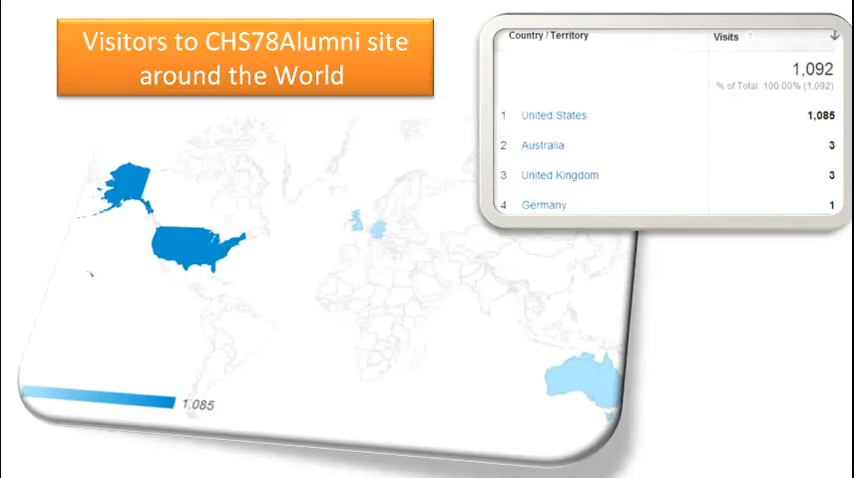 Visitors to CHS78Alumni site
around the World
Country / Territory Visits
1,092
% of Total: 100.00% (1,092)
1 United States 1,085
2 Australia 3
3 United Kingdom 3
4 Germany 1
1,085